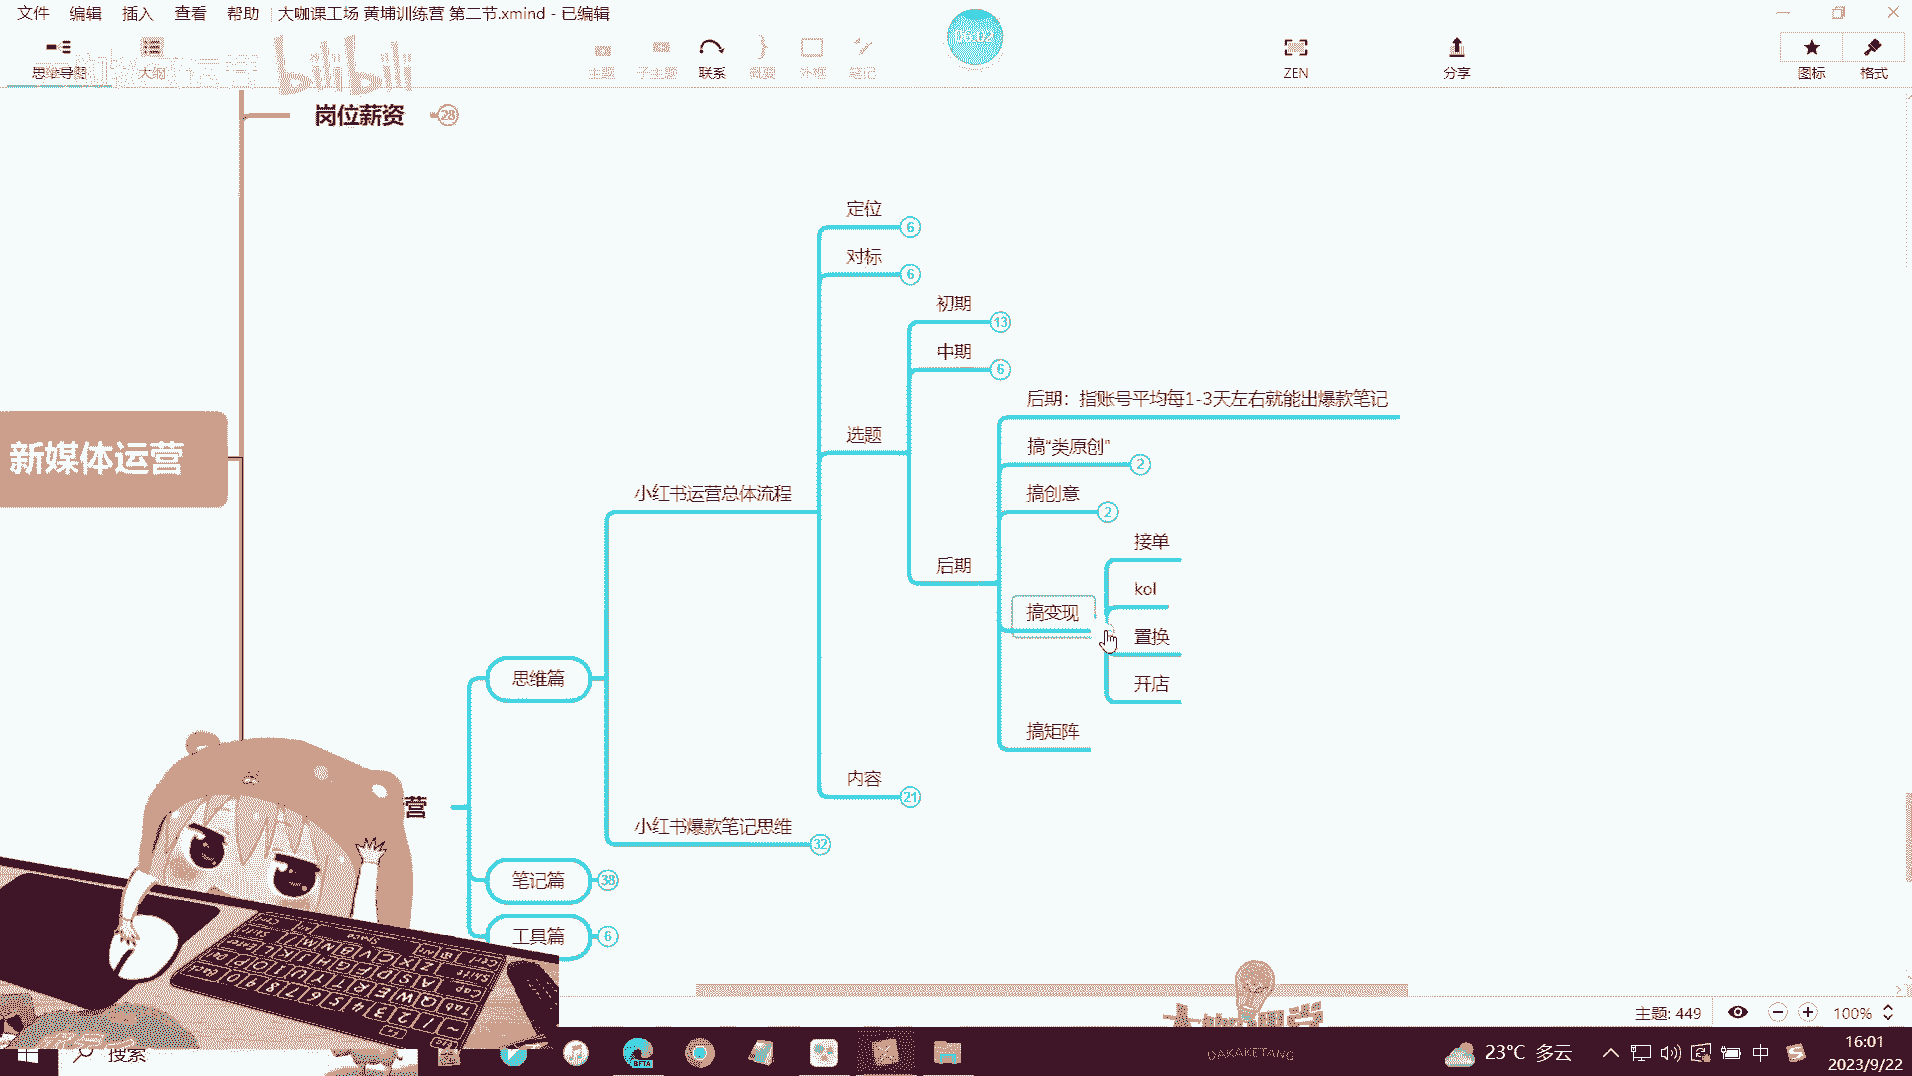 文件 编辑 插入 查看 帮助 大咖课工场 黄埔训练营 第二节.xmind - 已编辑
思维导图 大纲 bilibili 主题 子主题 联系 概要 外框 笔记 06:02 ZEN 分享 图标 格式
岗位薪资 28
定位 6
对标 6
初期 13
中期 6
后期：指账号平均每1-3天左右就能出爆款笔记
选题
搞“类原创” 2
新媒体运营
小红书运营总体流程
搞创意 2
接单
后期
kol
搞变现
置换
开店
思维篇
搞矩阵
内容 21
营
小红书爆款笔记思维 32
笔记篇 38
工具篇 6
主题: 449 100%
搜索 BETA DAKAKETANG 23°C 多云 中 16:01
2023/9/22